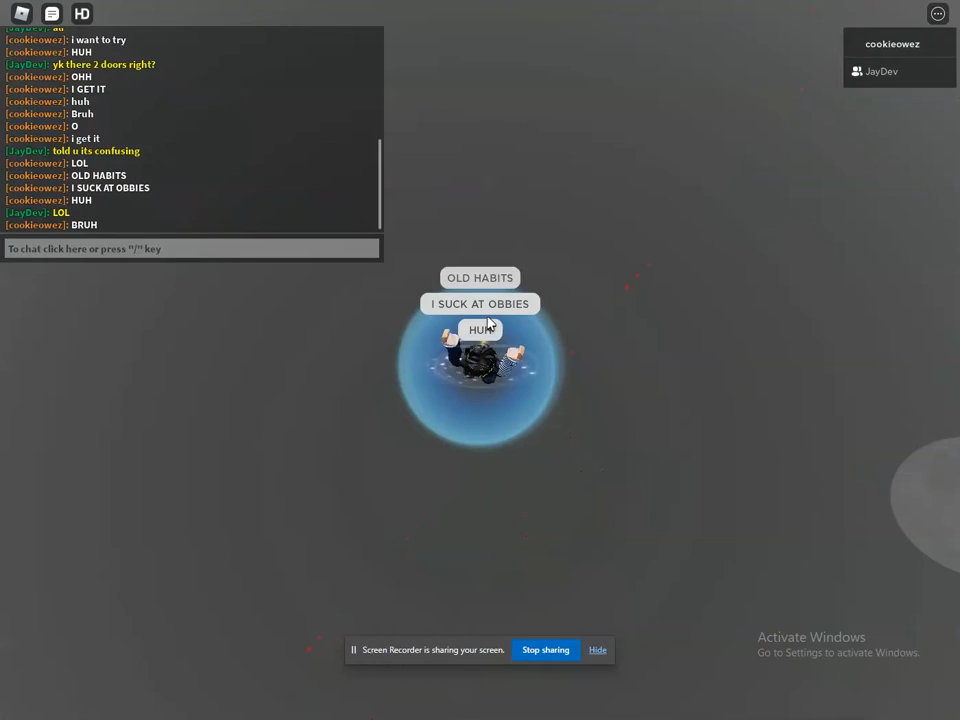 HD
[JayDev]: all
[cookieowez]: i want to try
[cookieowez]: HUH
[JayDev]: yk there 2 doors right?
[cookieowez]: OHH
[cookieowez]: I GET IT
[cookieowez]: huh
[cookieowez]: Bruh
[cookieowez]: O
[cookieowez]: i get it
[JayDev]: told u its confusing
[cookieowez]: LOL
[cookieowez]: OLD HABITS
[cookieowez]: I SUCK AT OBBIES
[cookieowez]: HUH
[JayDev]: LOL
[cookieowez]: BRUH
To chat click here or press "/" key
cookieowez
JayDev
OLD HABITS
I SUCK AT OBBIES
HUH
Screen Recorder is sharing your screen. Stop sharing Hide
Activate Windows
Go to Settings to activate Windows.